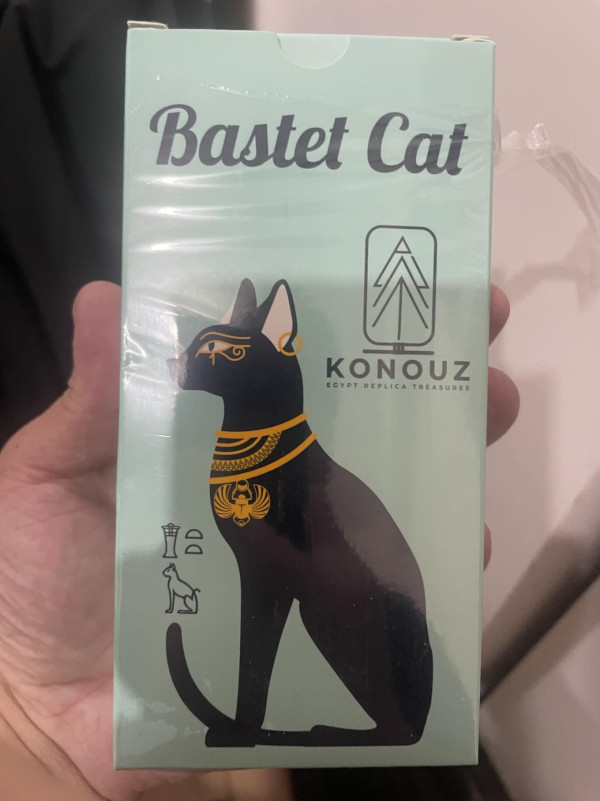 Bastet Cat
KONOUZ
EGYPT REPLICA TREASURES